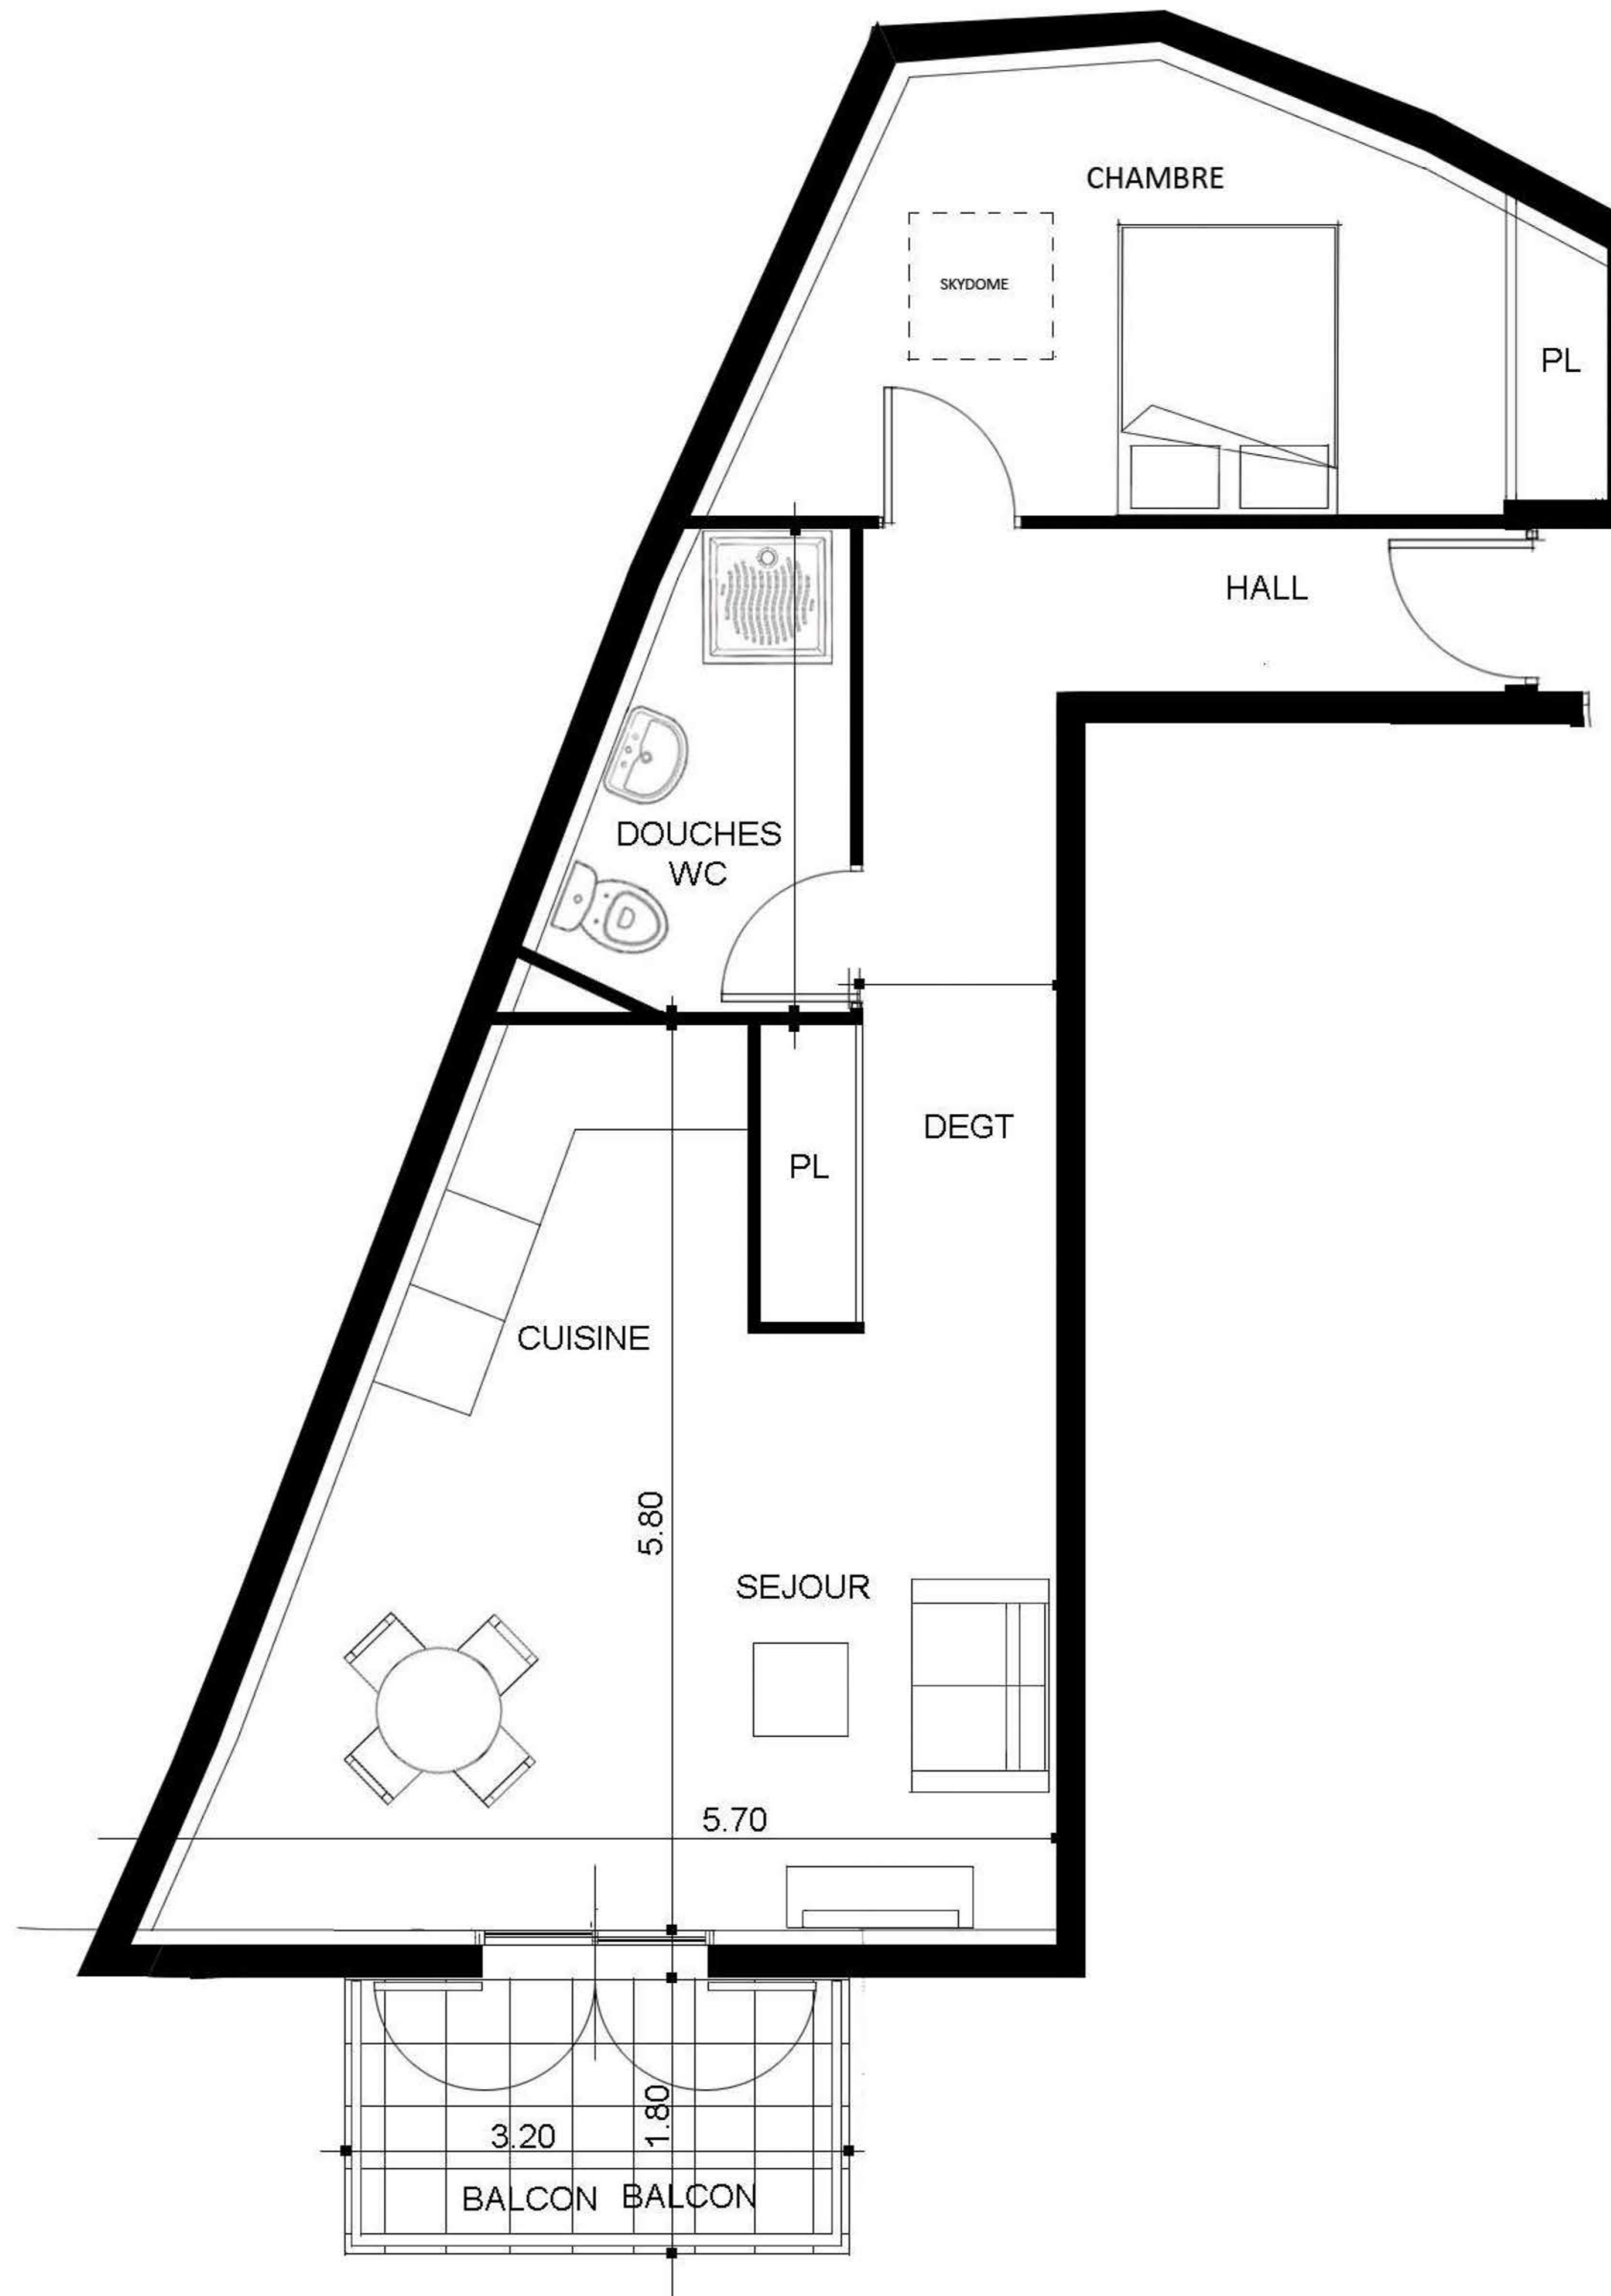 CHAMBRE
SKYDOME
PL
HALL
DOUCHES
WC
DEGT
PL
CUISINE
5.80
SEJOUR
5.70
3.20
1.80
BALCON BALCON